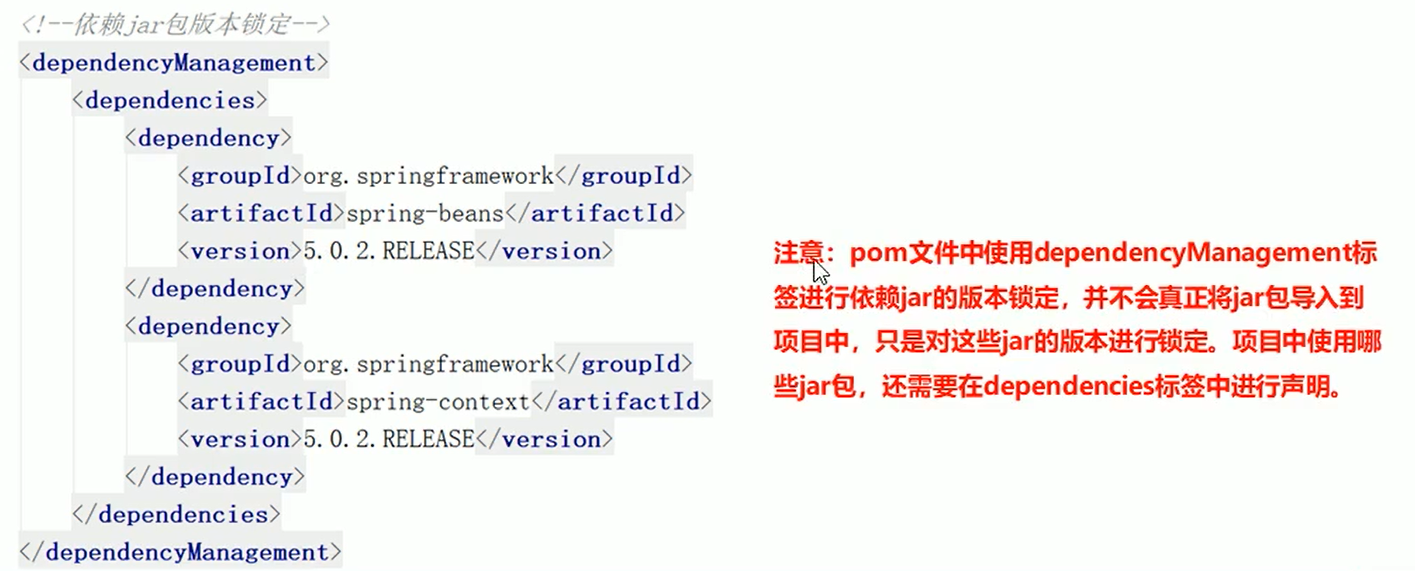 <!--依赖jar包版本锁定-->
<dependencyManagement>
<dependencies>
<dependency>
<groupId>org.springframework</groupId>
<artifactId>spring-beans</artifactId>
<version>5.0.2.RELEASE</version>
</dependency>
<dependency>
<groupId>org.springframework</groupId>
<artifactId>spring-context</artifactId>
<version>5.0.2.RELEASE</version>
</dependency>
</dependencies>
</dependencyManagement>
注意：pom文件中使用dependencyManagement标
签进行依赖jar的版本锁定，并不会真正将jar包导入到
项目中，只是对这些jar的版本进行锁定。项目中使用哪
些jar包，还需要在dependencies标签中进行声明。